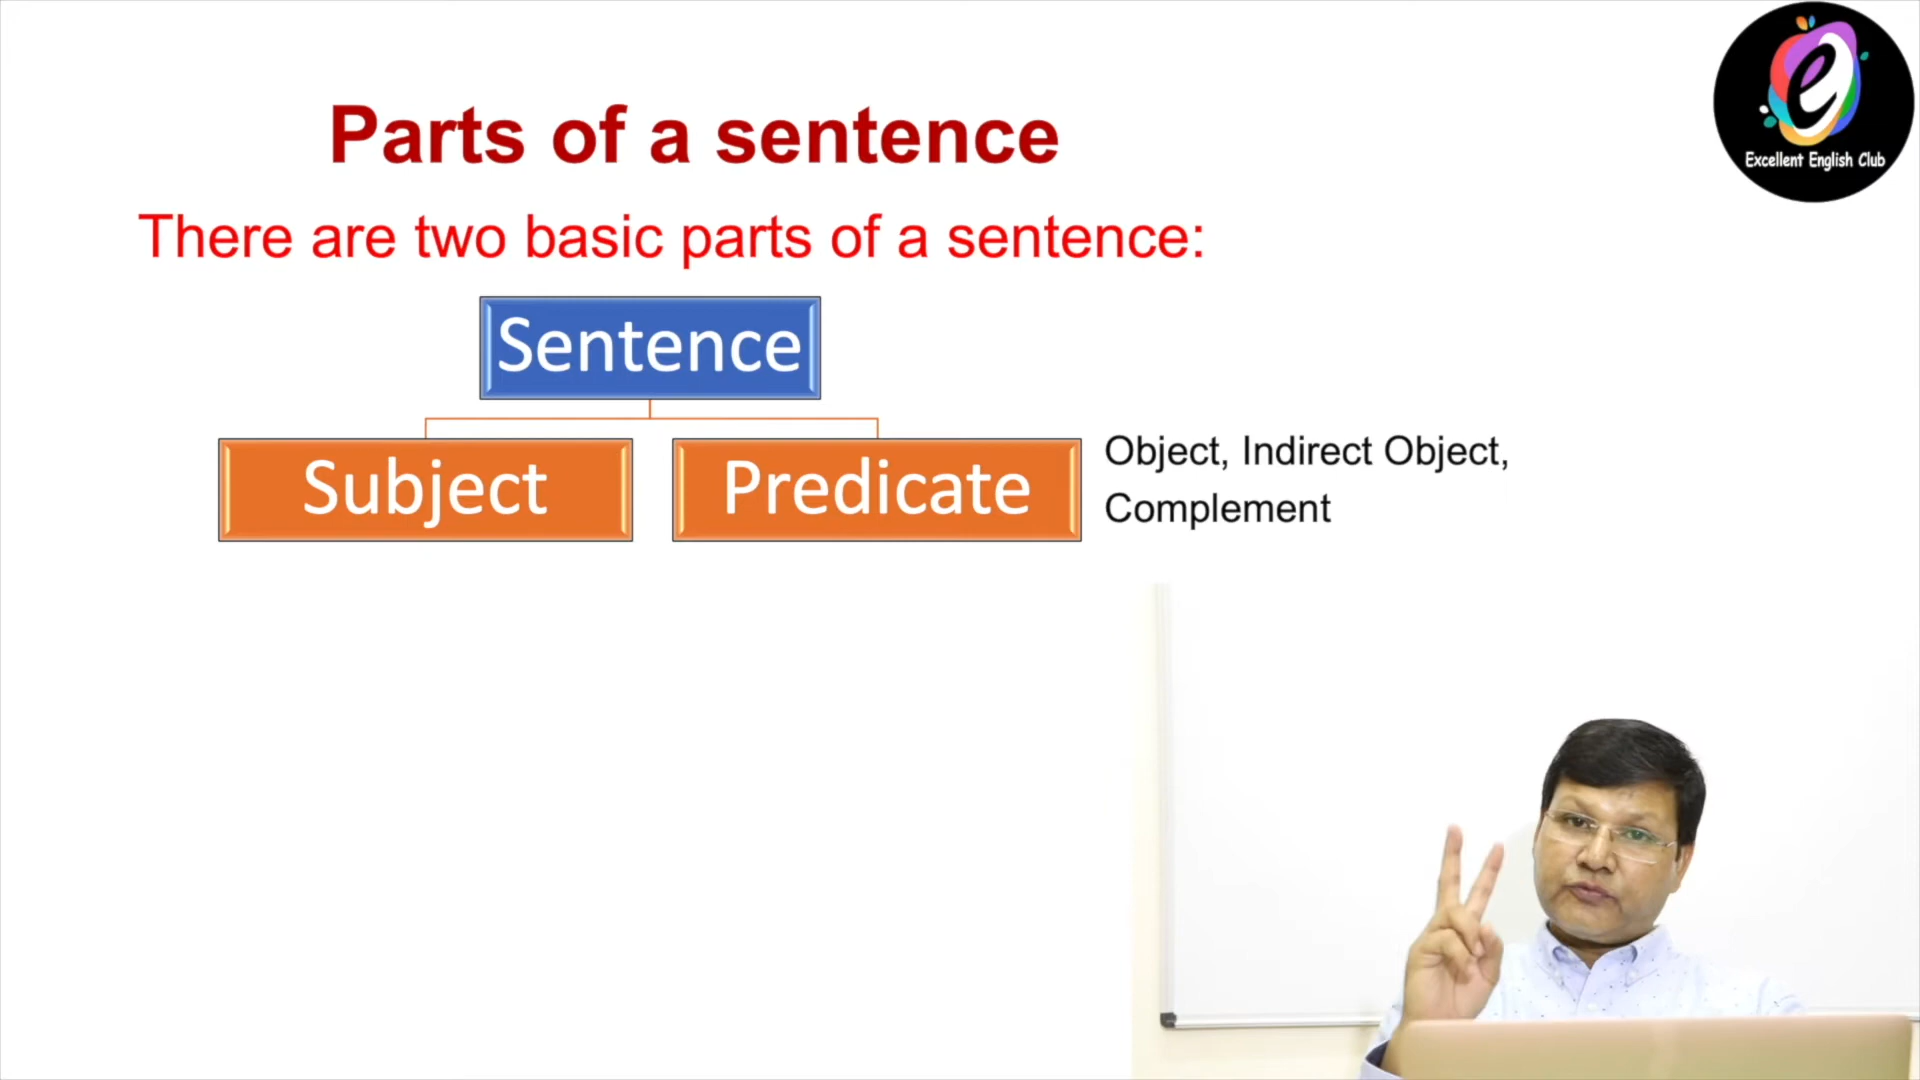 Excellent English Club
Parts of a sentence
There are two basic parts of a sentence:
Sentence
Subject
Predicate
Object, Indirect Object,
Complement